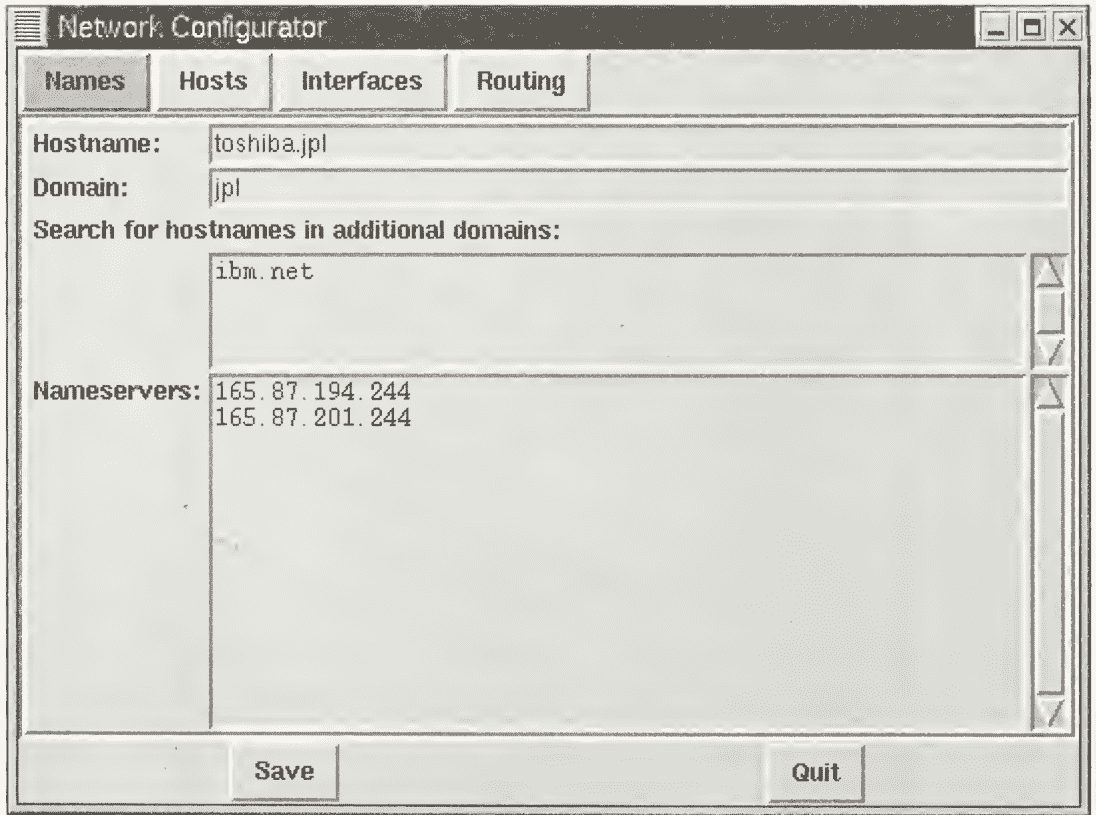 Network Configurator
Names Hosts Interfaces Routing
Hostname: toshiba.jpl
Domain: jpl
Search for hostnames in additional domains:
ibm.net
Nameservers: 165.87.194.244
165.87.201.244
Save Quit